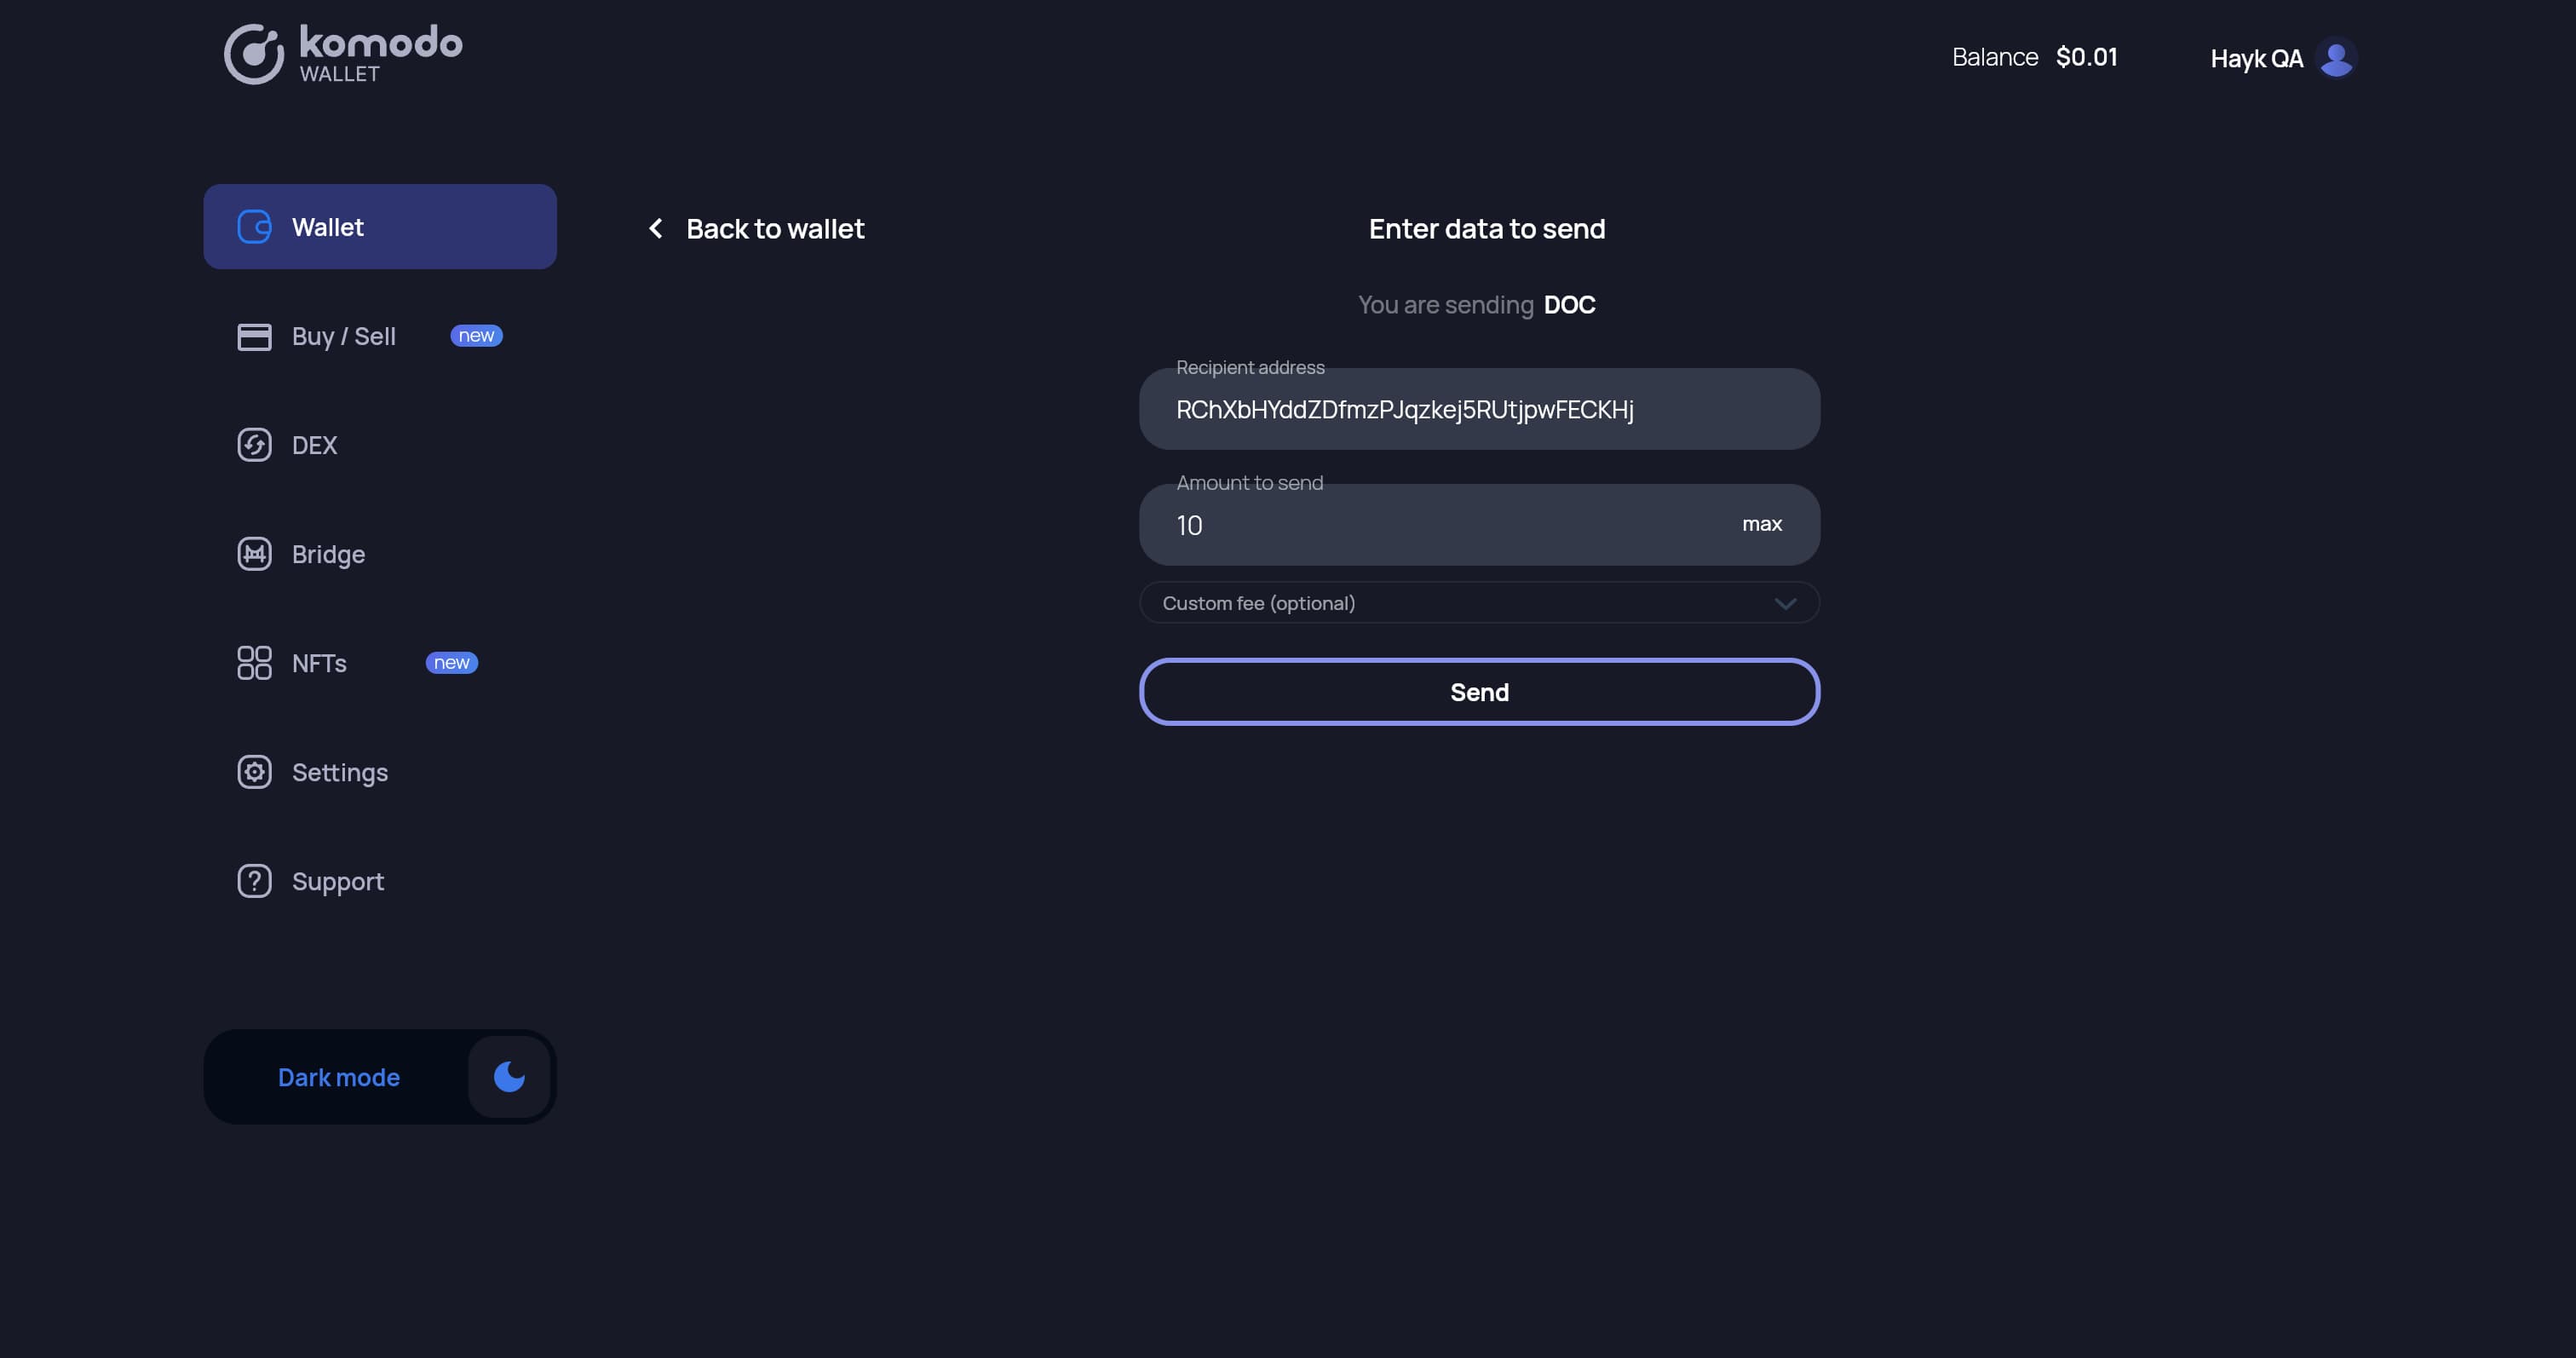 komodo
WALLET
Balance $0.01
Hayk QA
Wallet
Buy / Sell new
DEX
Bridge
NFTs new
Settings
Support
Dark mode
Back to wallet
Enter data to send
You are sending DOC
Recipient address
RChXbHYddZDfmzPJqzkej5RUtjpwFECKHj
Amount to send
10 max
Custom fee (optional)
Send